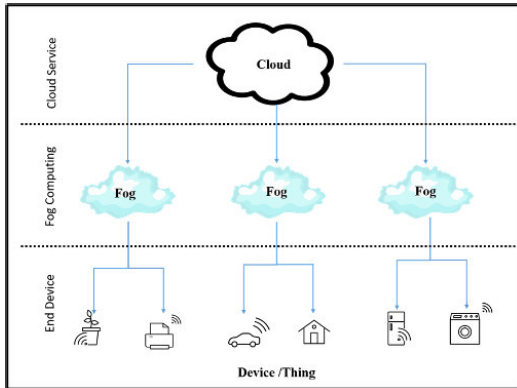 Cloud Service
Cloud
Fog Computing
Fog
Fog
Fog
End Device
Device /Thing